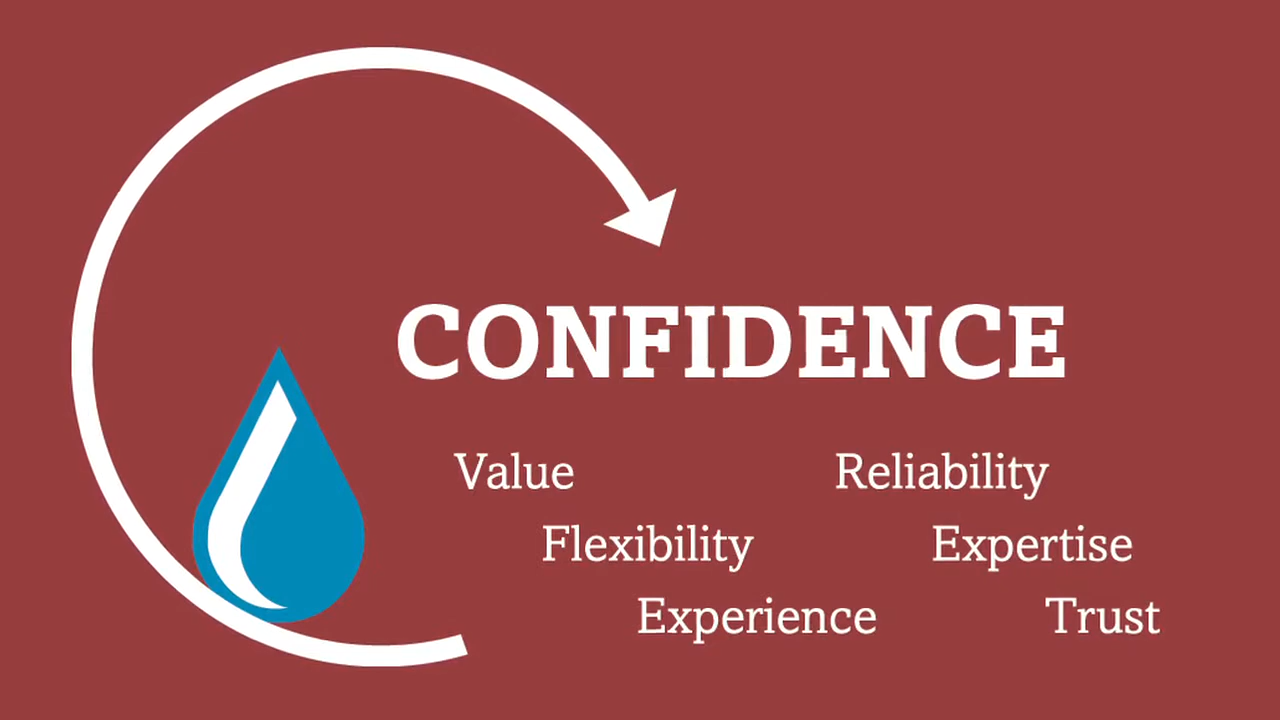 CONFIDENCE
Value Reliability
Flexibility Expertise
Experience Trust